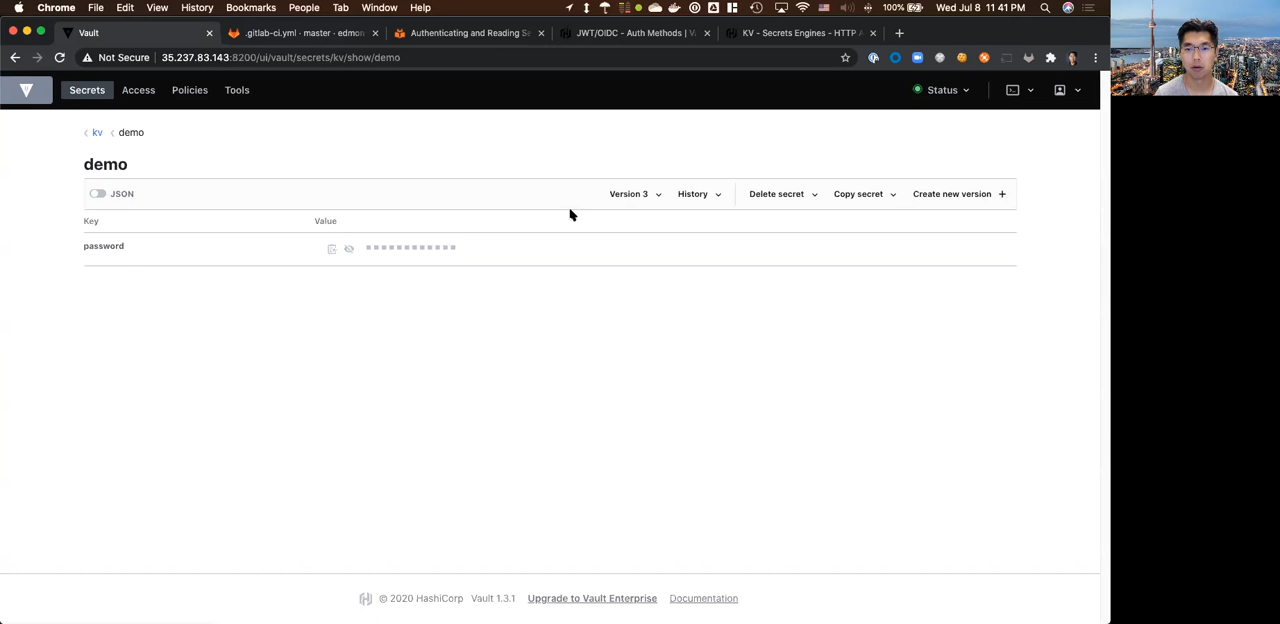 Chrome File Edit View History Bookmarks People Tab Window Help 100% Wed Jul 8 11:41 PM
Vault .gitlab-ci.yml · master · edmon Authenticating and Reading Se JWT/OIDC - Auth Methods | V KV - Secrets Engines - HTTP A
Not Secure 35.237.83.143:8200/ui/vault/secrets/kv/show/demo
Secrets Access Policies Tools Status
kv demo
demo
JSON Version 3 History Delete secret Copy secret Create new version
Key Value
password
© 2020 HashiCorp Vault 1.3.1 Upgrade to Vault Enterprise Documentation